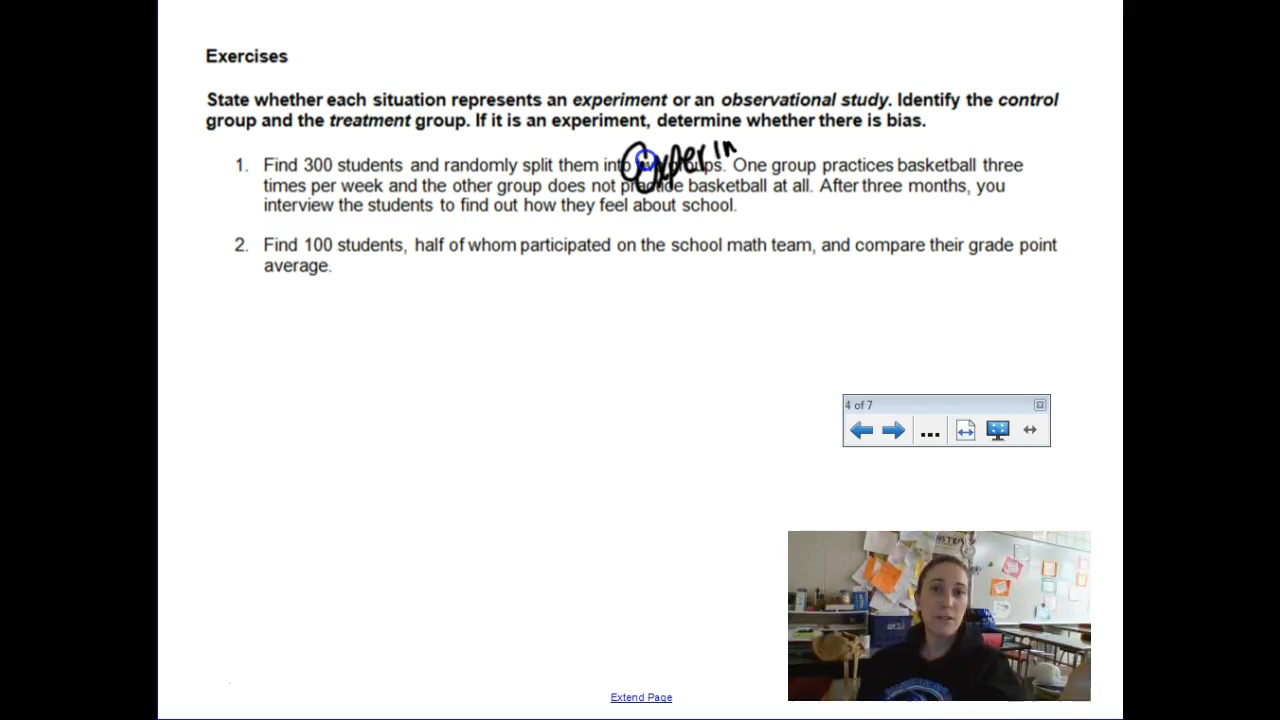 Exercises
State whether each situation represents an experiment or an observational study. Identify the control
group and the treatment group. If it is an experiment, determine whether there is bias.
1. Find 300 students and randomly split them into groups. One group practices basketball three
Experim
times per week and the other group does not practice basketball at all. After three months, you
interview the students to find out how they feel about school.
2. Find 100 students, half of whom participated on the school math team, and compare their grade point
average.
4 of 7
...
Extend Page